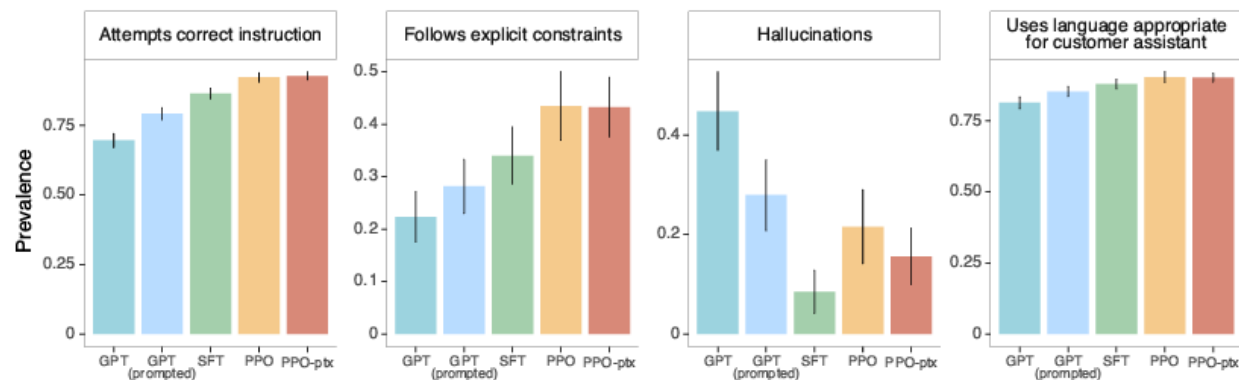 Attempts correct instruction
Follows explicit constraints
Hallucinations
Uses language appropriate
for customer assistant
Prevalence
0.75
0.50
0.25
0
GPT
GPT
(prompted)
SFT
PPO
PPO-ptx
0.5
0.4
0.3
0.2
0.1
0
GPT
GPT
(prompted)
SFT
PPO
PPO-ptx
0.4
0.2
0
GPT
GPT
(prompted)
SFT
PPO
PPO-ptx
0.75
0.50
0.25
0
GPT
GPT
(prompted)
SFT
PPO
PPO-ptx